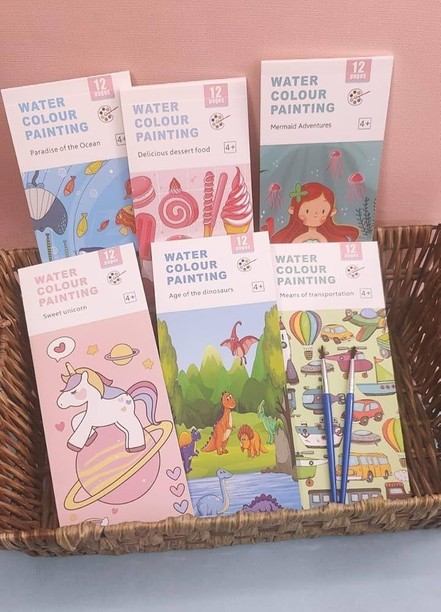 12
pages
WATER
COLOUR
PAINTING
Paradise of the Ocean
4+
12
pages
WATER
COLOUR
PAINTING
Delicious dessert food
4+
12
pages
WATER
COLOUR
PAINTING
Mermaid Adventures
4+
12
pages
WATER
COLOUR
PAINTING
Sweet unicorn
4+
12
pages
WATER
COLOUR
PAINTING
Age of the dinosaurs
4+
12
pages
WATER
COLOUR
PAINTING
Means of transportation
4+